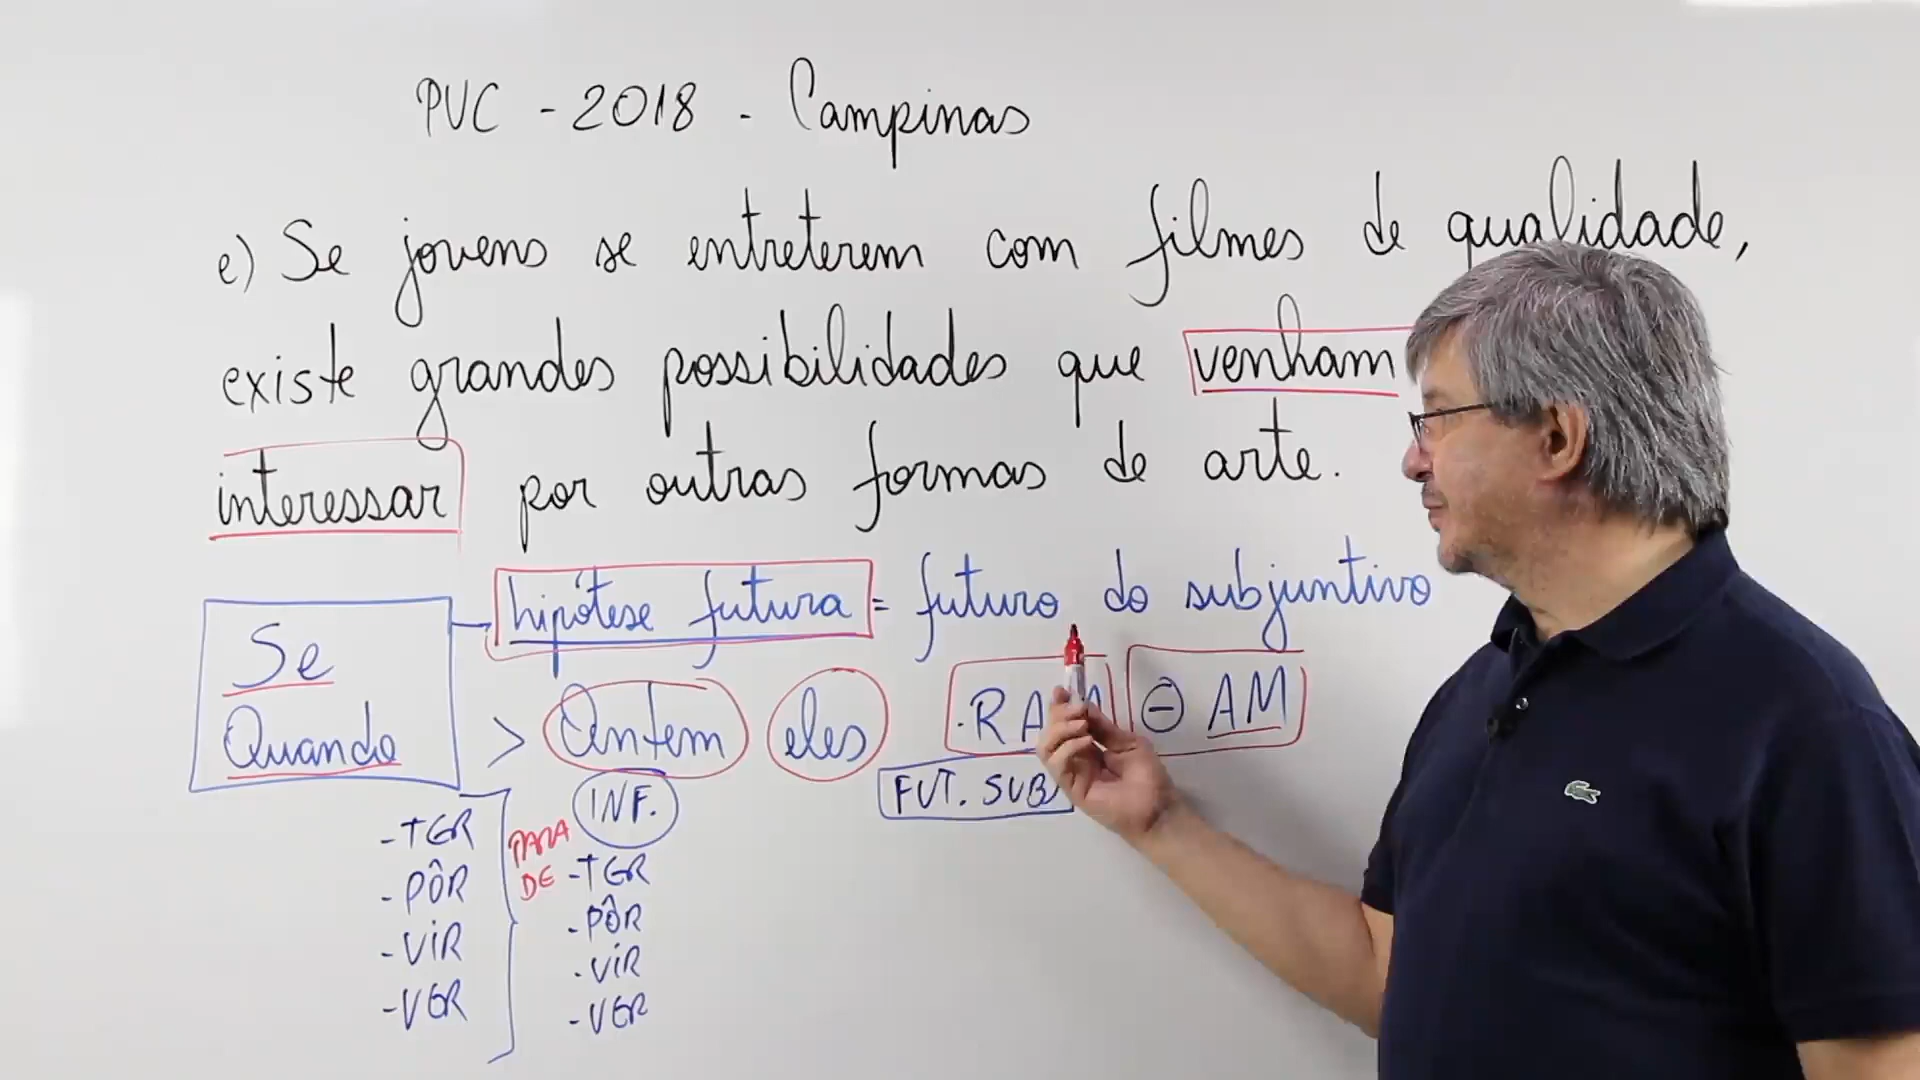 PUC - 2018 - Campinas
e) Se jovens se entreterem com filmes de qualidade,
existe grandes possibilidades que venham
interessar por outras formas de arte.
hipótese futura = futuro do subjuntivo
Se
Quando
> Ontem eles .RAM ⊖ AM
INF.
FUT. SUB
-TER
-PÔR
-VIR
-VER
PARA
DE
-TER
-PÔR
-VIR
-VER